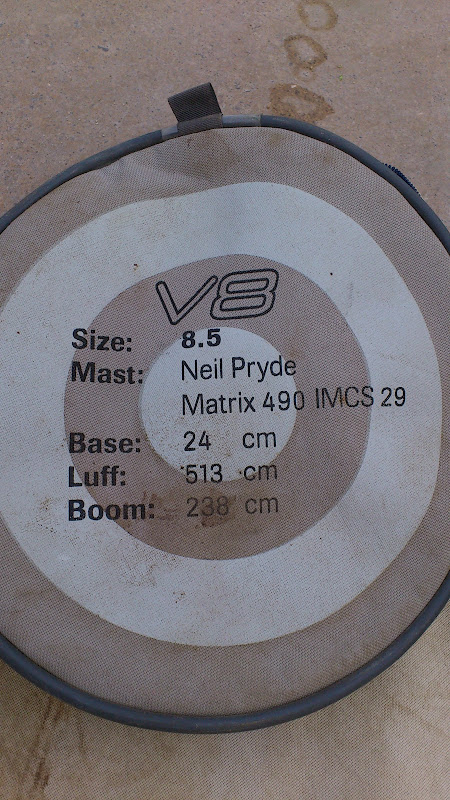 V8
Size: 8.5
Mast: Neil Pryde
Matrix 490 IMCS 29
Base: 24 cm
Luff: 513 cm
Boom: 238 cm